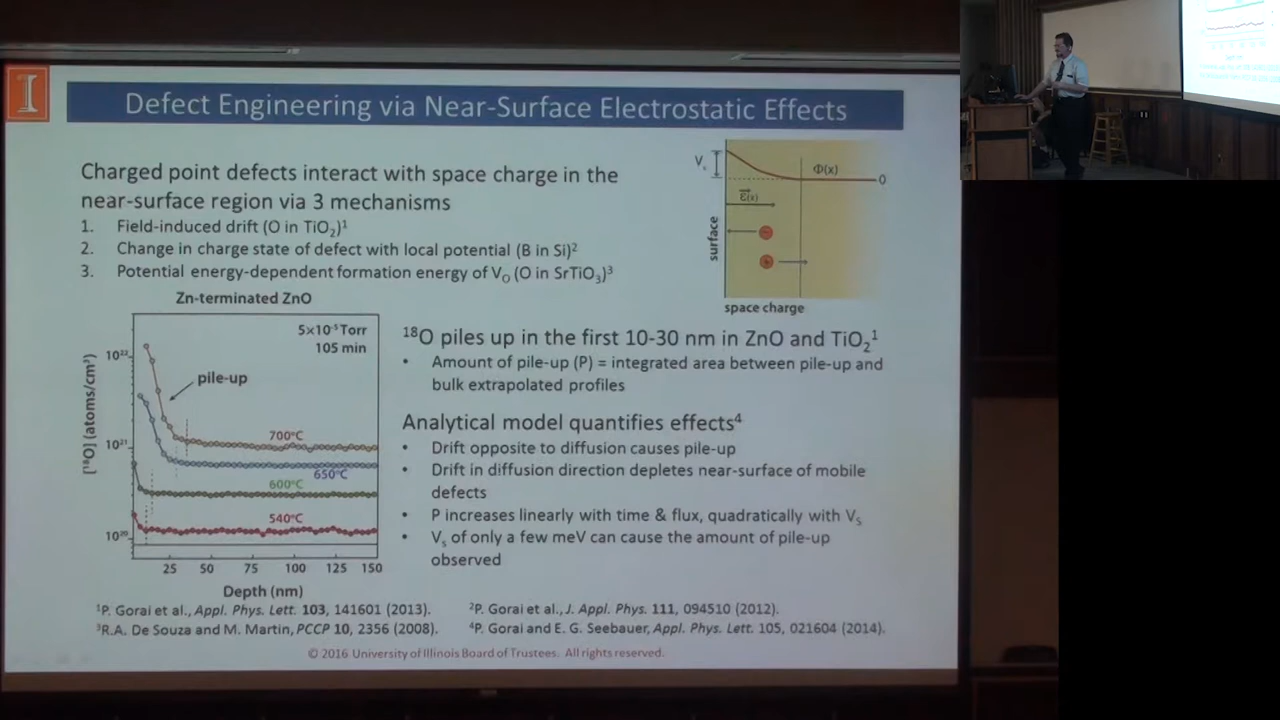 I
Defect Engineering via Near-Surface Electrostatic Effects
Charged point defects interact with space charge in the
near-surface region via 3 mechanisms
1. Field-induced drift (O in TiO₂)¹
2. Change in charge state of defect with local potential (B in Si)²
3. Potential energy-dependent formation energy of V₀ (O in SrTiO₃)³
Vₛ
Φ(x)
0
ε(x)
−
+
surface
space charge
Zn-terminated ZnO
5×10⁻⁵ Torr
105 min
pile-up
[¹⁸O] (atoms/cm³)
10²²
10²¹
10²⁰
700°C
650°C
600°C
540°C
25 50 75 100 125 150
Depth (nm)
¹⁸O piles up in the first 10-30 nm in ZnO and TiO₂¹
• Amount of pile-up (P) = integrated area between pile-up and
bulk extrapolated profiles
Analytical model quantifies effects⁴
• Drift opposite to diffusion causes pile-up
• Drift in diffusion direction depletes near-surface of mobile
defects
• P increases linearly with time & flux, quadratically with Vₛ
• Vₛ of only a few meV can cause the amount of pile-up
observed
¹P. Gorai et al., Appl. Phys. Lett. 103, 141601 (2013).
²P. Gorai et al., J. Appl. Phys. 111, 094510 (2012).
³R.A. De Souza and M. Martin, PCCP 10, 2356 (2008).
⁴P. Gorai and E. G. Seebauer, Appl. Phys. Lett. 105, 021604 (2014).
© 2016 University of Illinois Board of Trustees. All rights reserved.